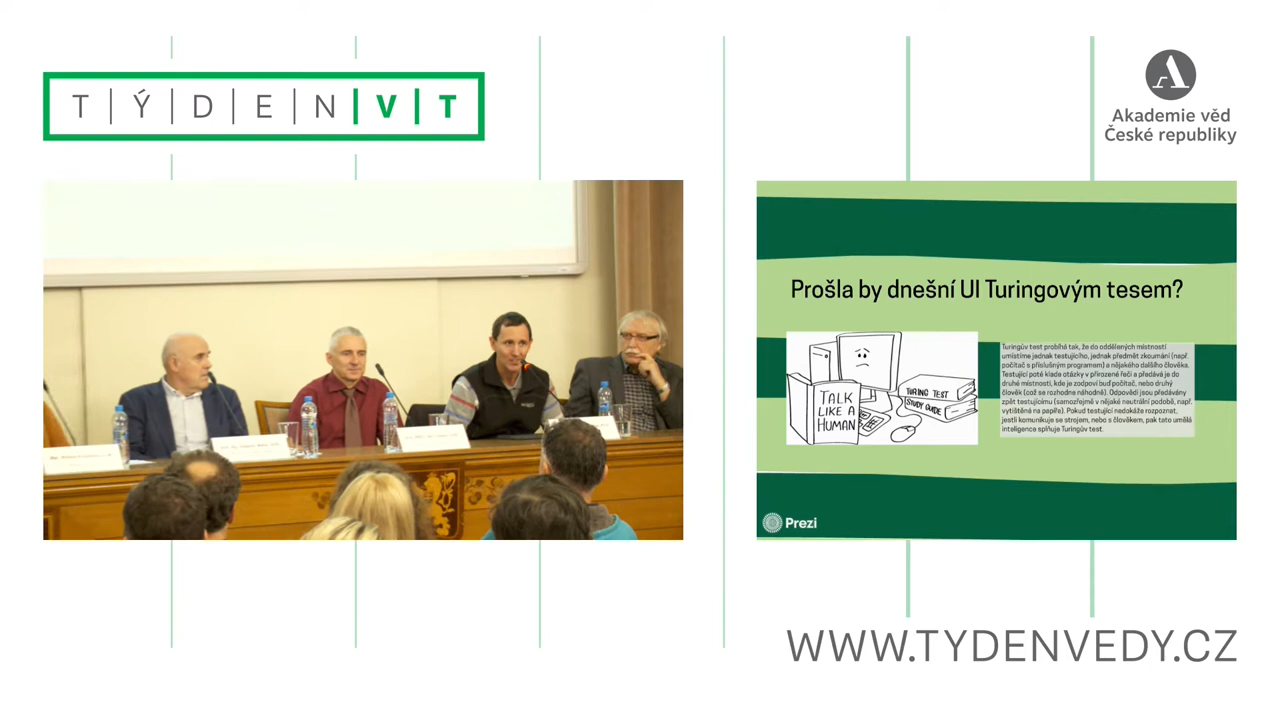 TÝDENVT
Akademie věd
České republiky
Prošla by dnešní UI Turingovým tesem?
TALK
LIKE A
HUMAN
TURING TEST
STUDY GUIDE
Turingův test probíhá tak, že do oddělených místností
umístíme jednak testujícího, jednak předmět zkoumání (např.
počítač s příslušným programem) a nějakého dalšího člověka.
Testující poté klade otázky v přirozené řeči a předává je do
druhé místnosti, kde je zodpoví buď počítač, nebo druhý
člověk (což se rozhodne náhodně). Odpovědi jsou předávány
zpět testujícímu (samozřejmě v nějaké neutrální podobě, např.
vytištěné na papíře). Pokud testující nedokáže rozpoznat,
jestli komunikuje se strojem, nebo s člověkem, pak tato umělá
inteligence splňuje Turingův test.
Prezi
WWW.TYDENVEDY.CZ